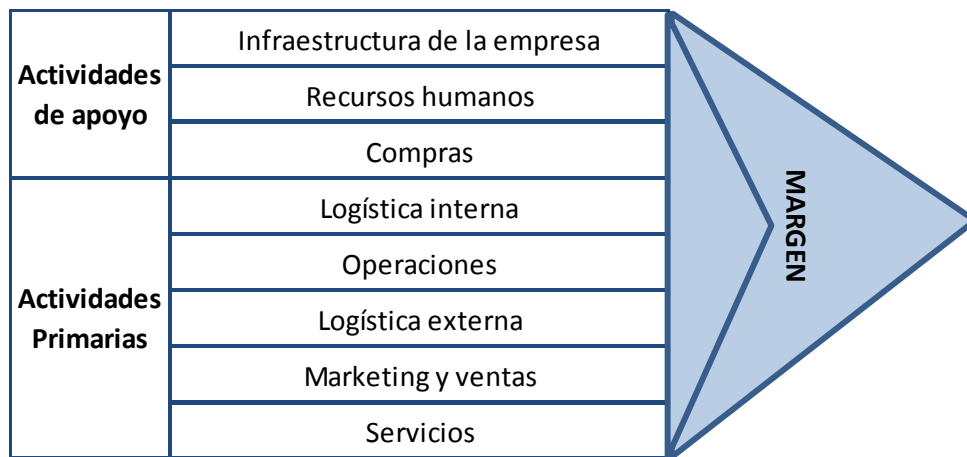 Actividades
de apoyo
Infraestructura de la empresa
Recursos humanos
Compras
Actividades
Primarias
Logística interna
Operaciones
Logística externa
Marketing y ventas
Servicios
MARGEN